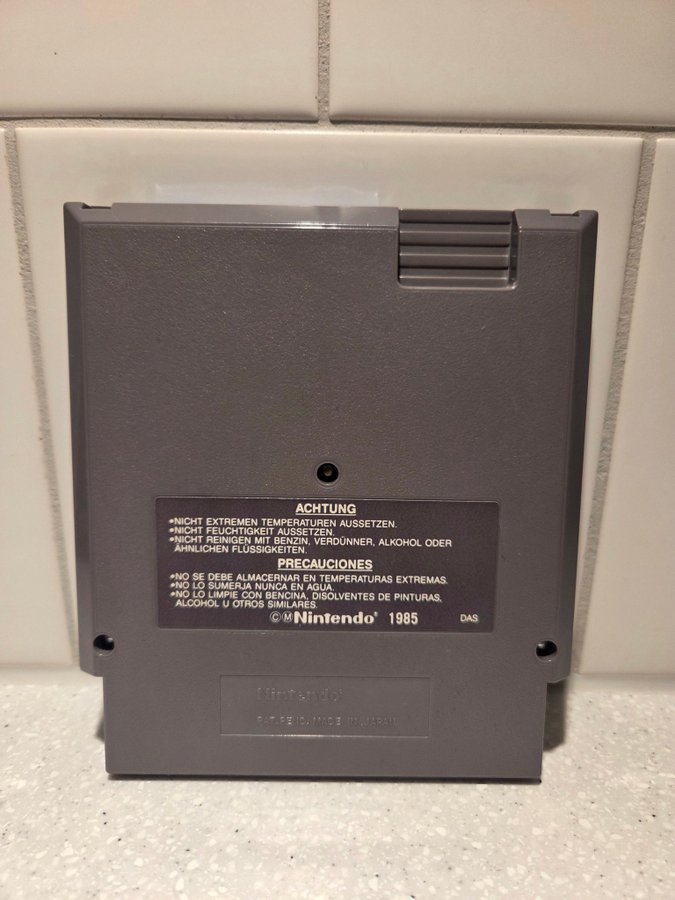 ACHTUNG
•NICHT EXTREMEN TEMPERATUREN AUSSETZEN.
•NICHT FEUCHTIGKEIT AUSSETZEN.
•NICHT REINIGEN MIT BENZIN, VERDÜNNER, ALKOHOL ODER
ÄHNLICHEN FLÜSSIGKEITEN.
PRECAUCIONES
•NO SE DEBE ALMACERNAR EN TEMPERATURAS EXTREMAS.
•NO LO SUMERJA NUNCA EN AGUA.
•NO LO LIMPIE CON BENCINA, DISOLVENTES DE PINTURAS,
ALCOHOL U OTROS SIMILARES.
©Ⓜ Nintendo® 1985 DAS
Nintendo®
PAT. PEND. MADE IN JAPAN